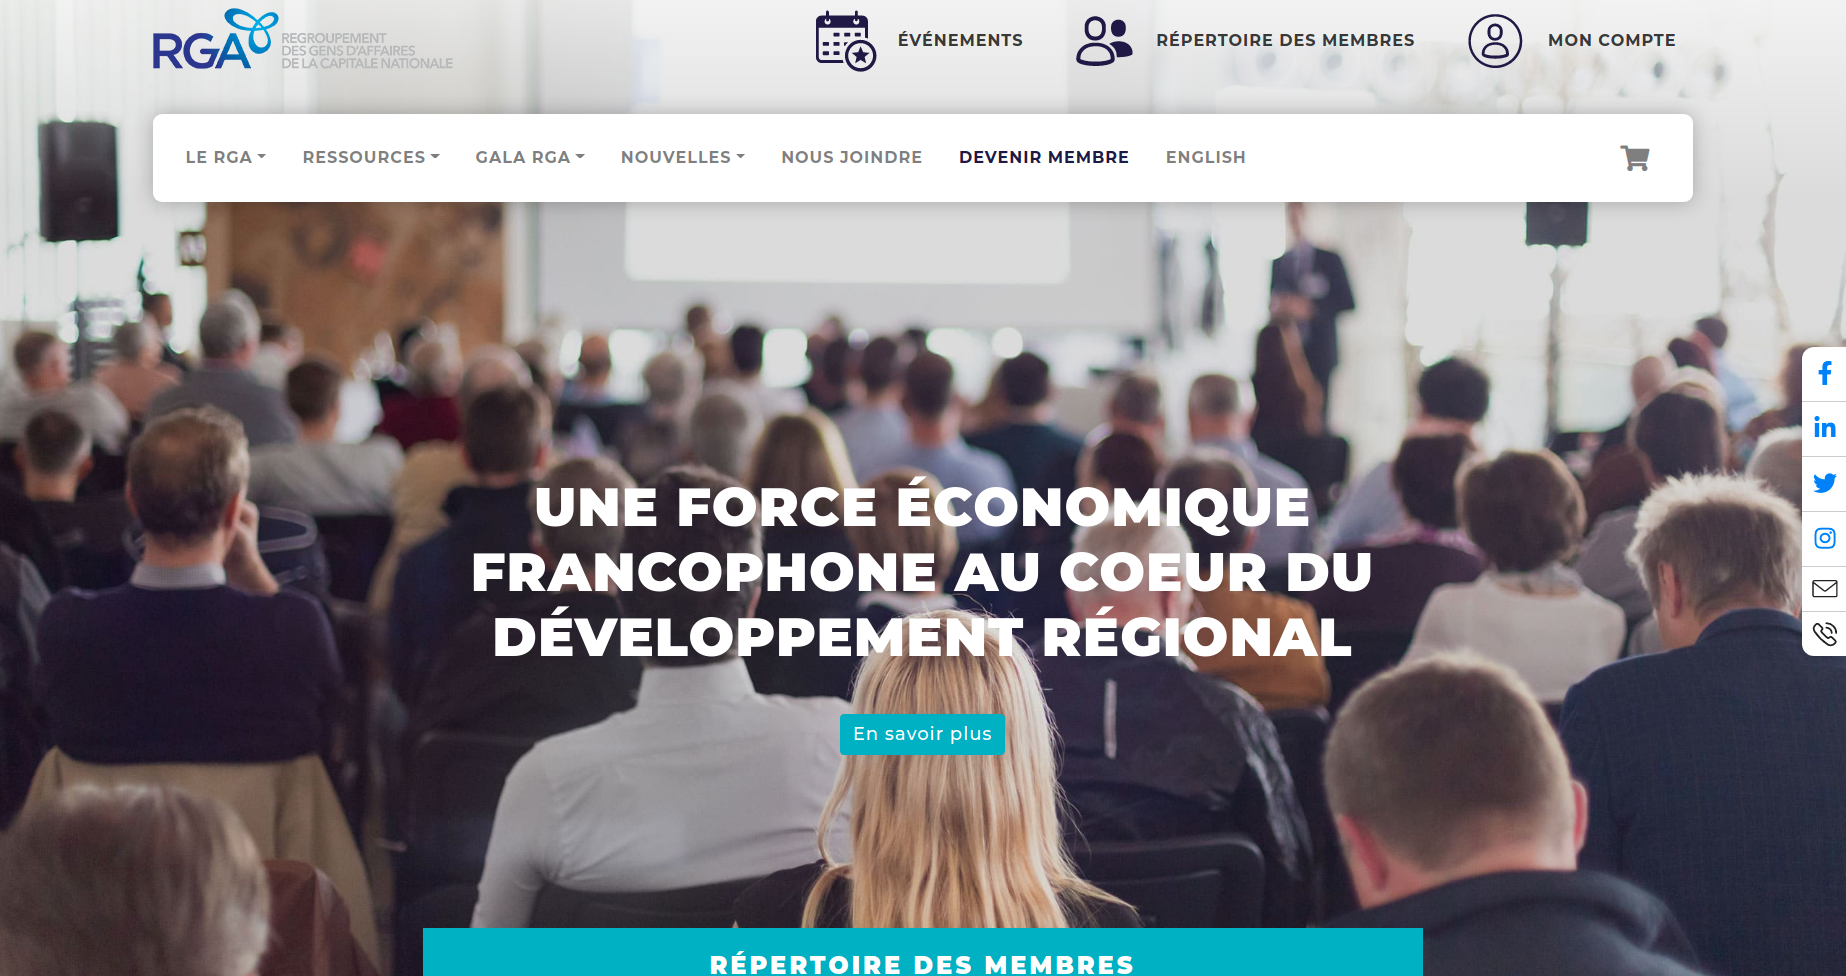 RGA
REGROUPEMENT
DES GENS D'AFFAIRES
DE LA CAPITALE NATIONALE
ÉVÉNEMENTS
RÉPERTOIRE DES MEMBRES
MON COMPTE
LE RGA
RESSOURCES
GALA RGA
NOUVELLES
NOUS JOINDRE
DEVENIR MEMBRE
ENGLISH
UNE FORCE ÉCONOMIQUE
FRANCOPHONE AU COEUR DU
DÉVELOPPEMENT RÉGIONAL
En savoir plus
RÉPERTOIRE DES MEMBRES